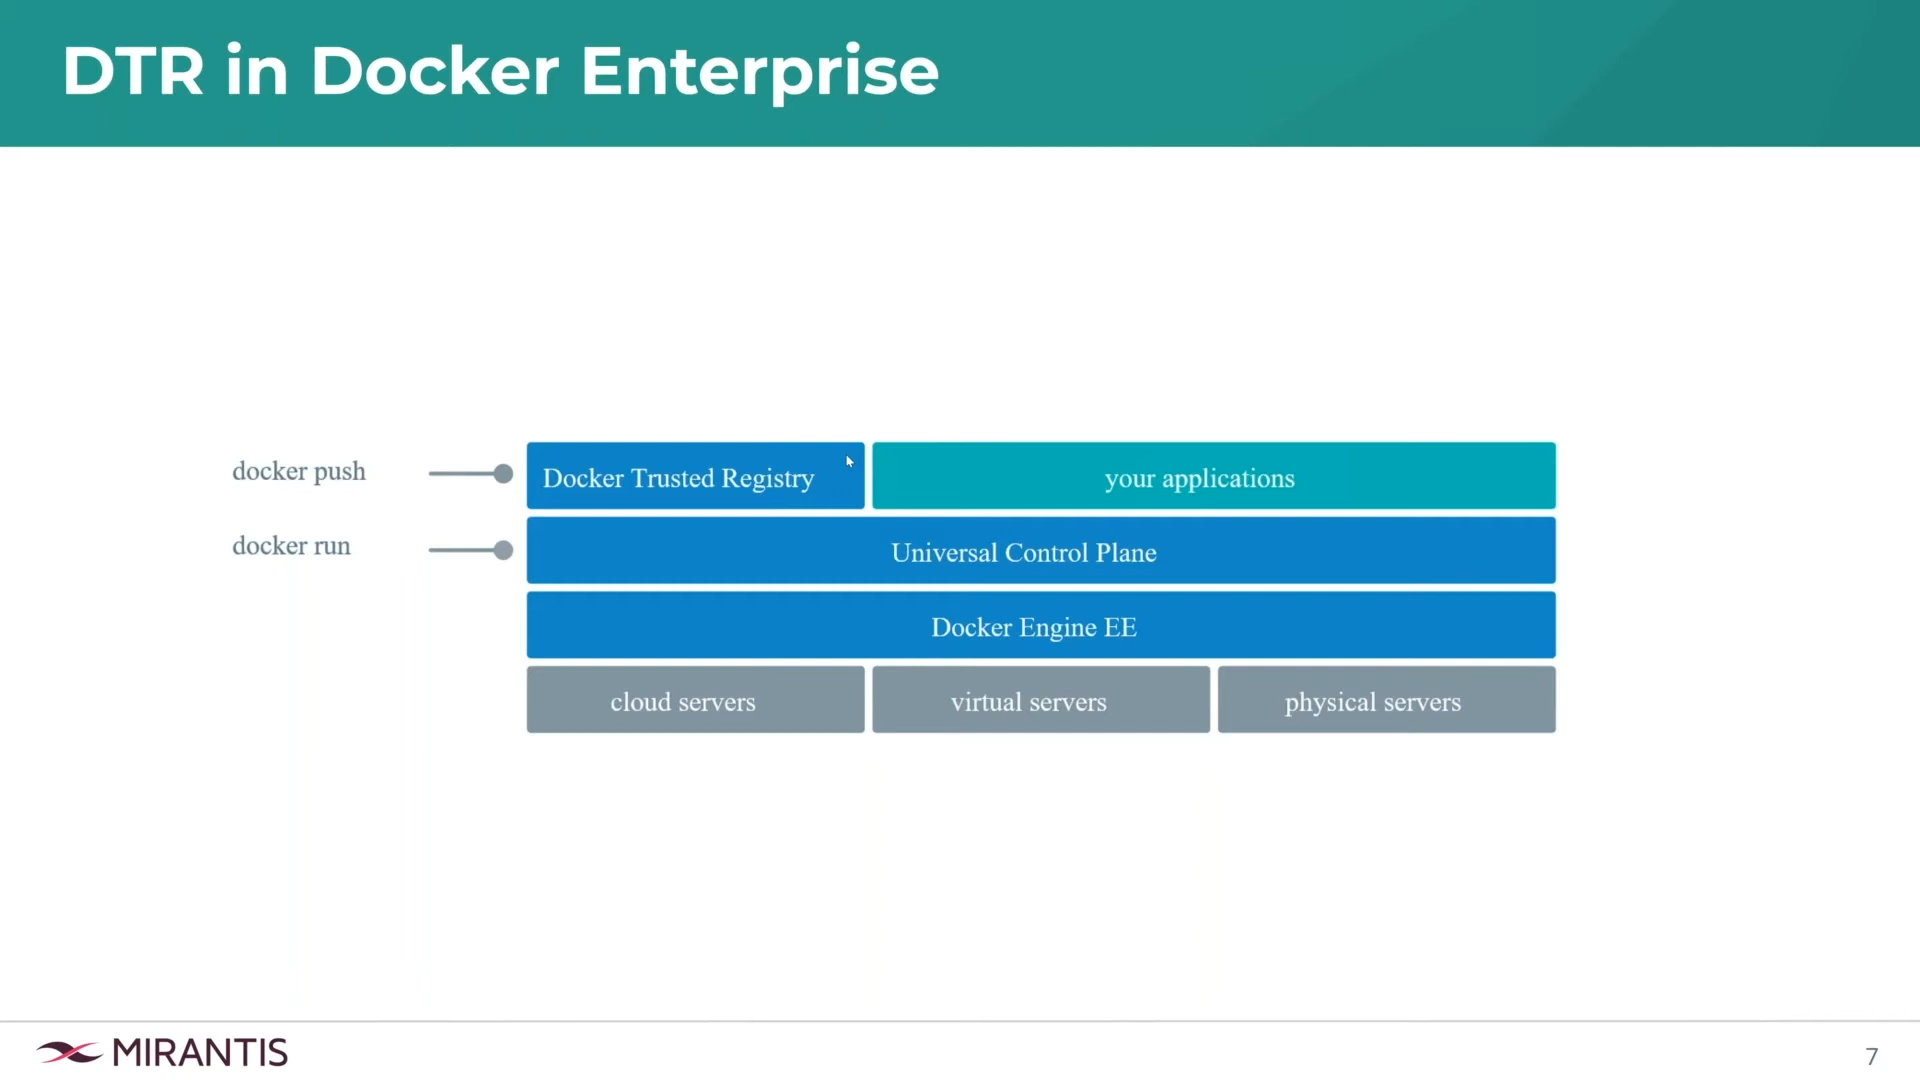 DTR in Docker Enterprise
docker push
Docker Trusted Registry
your applications
docker run
Universal Control Plane
Docker Engine EE
cloud servers
virtual servers
physical servers
MIRANTIS
7